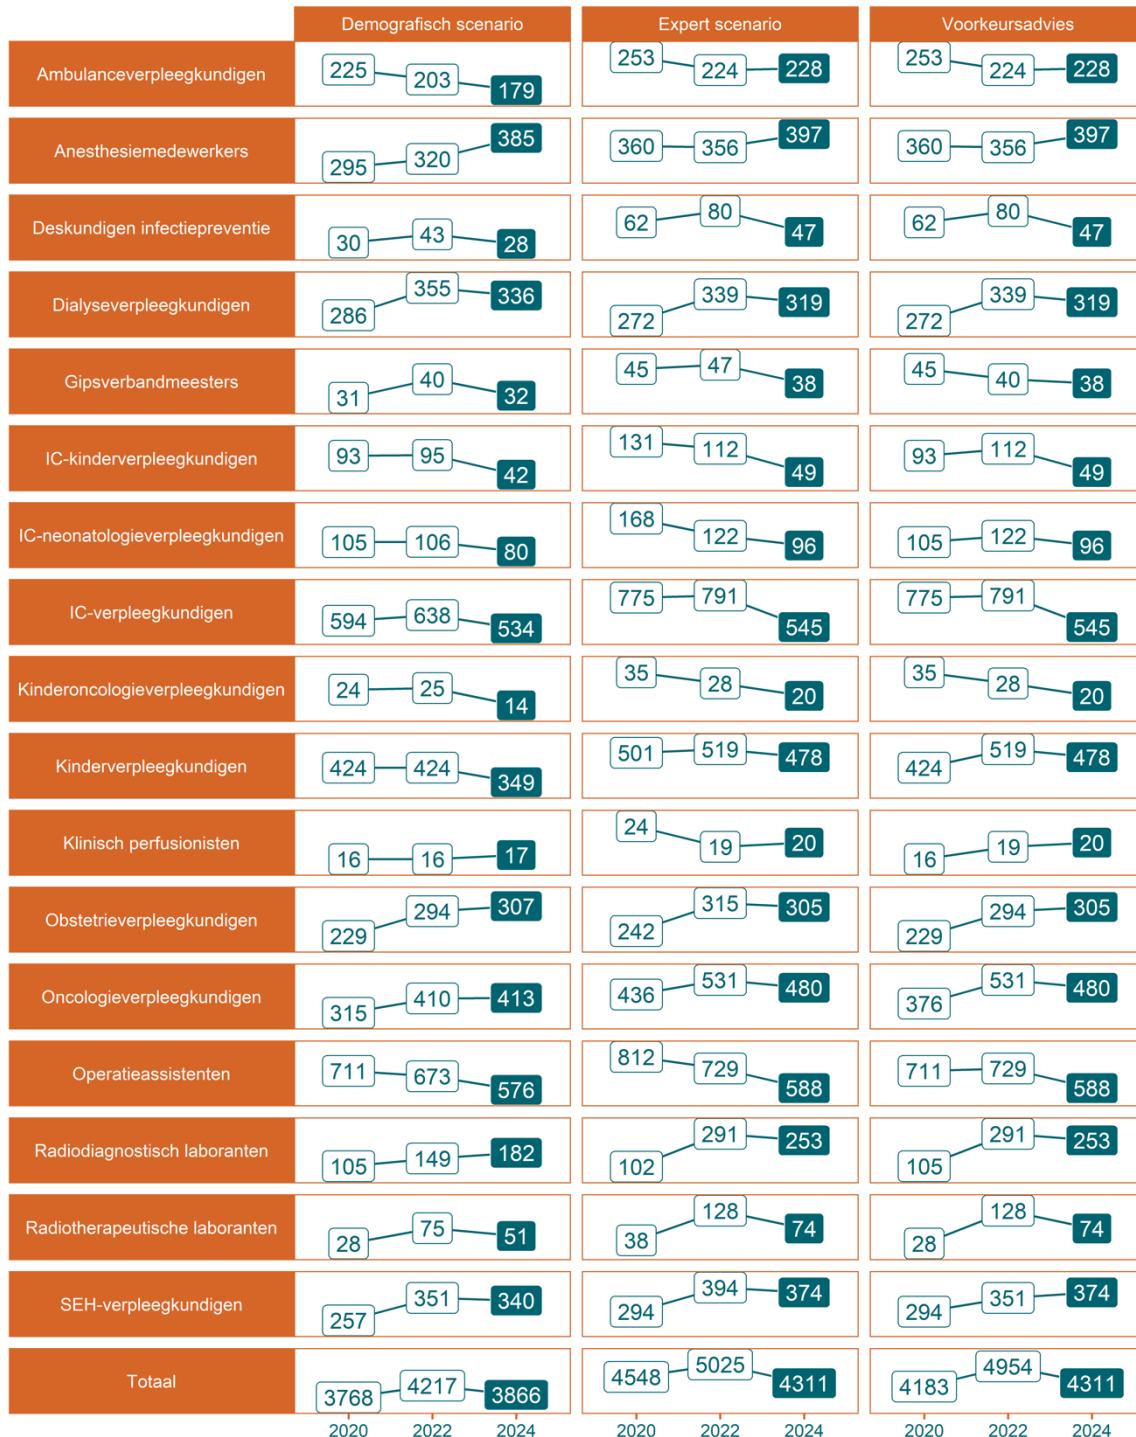 Demografisch scenario Expert scenario Voorkeursadvies
Ambulanceverpleegkundigen 225 203 179 253 224 228 253 224 228
Anesthesiemedewerkers 295 320 385 360 356 397 360 356 397
Deskundigen infectiepreventie 30 43 28 62 80 47 62 80 47
Dialyseverpleegkundigen 286 355 336 272 339 319 272 339 319
Gipsverbandmeesters 31 40 32 45 47 38 45 40 38
IC-kinderverpleegkundigen 93 95 42 131 112 49 93 112 49
IC-neonatologieverpleegkundigen 105 106 80 168 122 96 105 122 96
IC-verpleegkundigen 594 638 534 775 791 545 775 791 545
Kinderoncologieverpleegkundigen 24 25 14 35 28 20 35 28 20
Kinderverpleegkundigen 424 424 349 501 519 478 424 519 478
Klinisch perfusionisten 16 16 17 24 19 20 16 19 20
Obstetrieverpleegkundigen 229 294 307 242 315 305 229 294 305
Oncologieverpleegkundigen 315 410 413 436 531 480 376 531 480
Operatieassistenten 711 673 576 812 729 588 711 729 588
Radiodiagnostisch laboranten 105 149 182 102 291 253 105 291 253
Radiotherapeutische laboranten 28 75 51 38 128 74 28 128 74
SEH-verpleegkundigen 257 351 340 294 394 374 294 351 374
Totaal 3768 4217 3866 4548 5025 4311 4183 4954 4311
2020 2022 2024 2020 2022 2024 2020 2022 2024